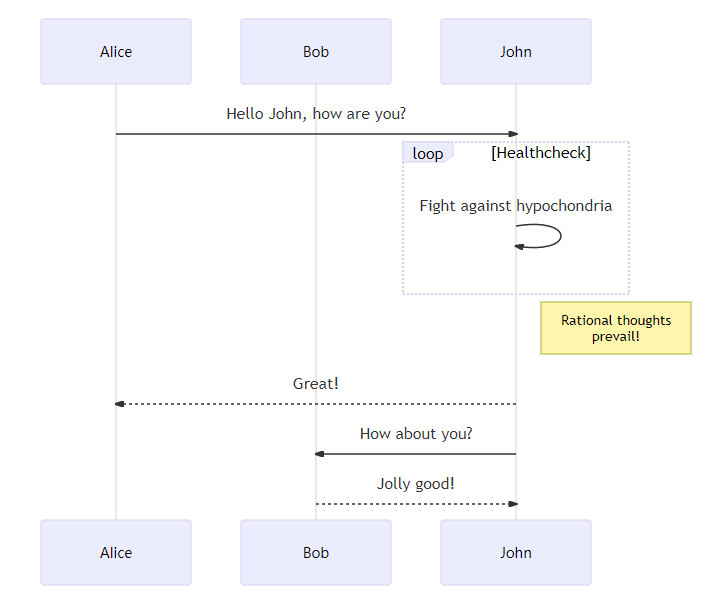 Alice
Bob
John
Hello John, how are you?
loop
[Healthcheck]
Fight against hypochondria
Rational thoughts
prevail!
Great!
How about you?
Jolly good!
Alice
Bob
John